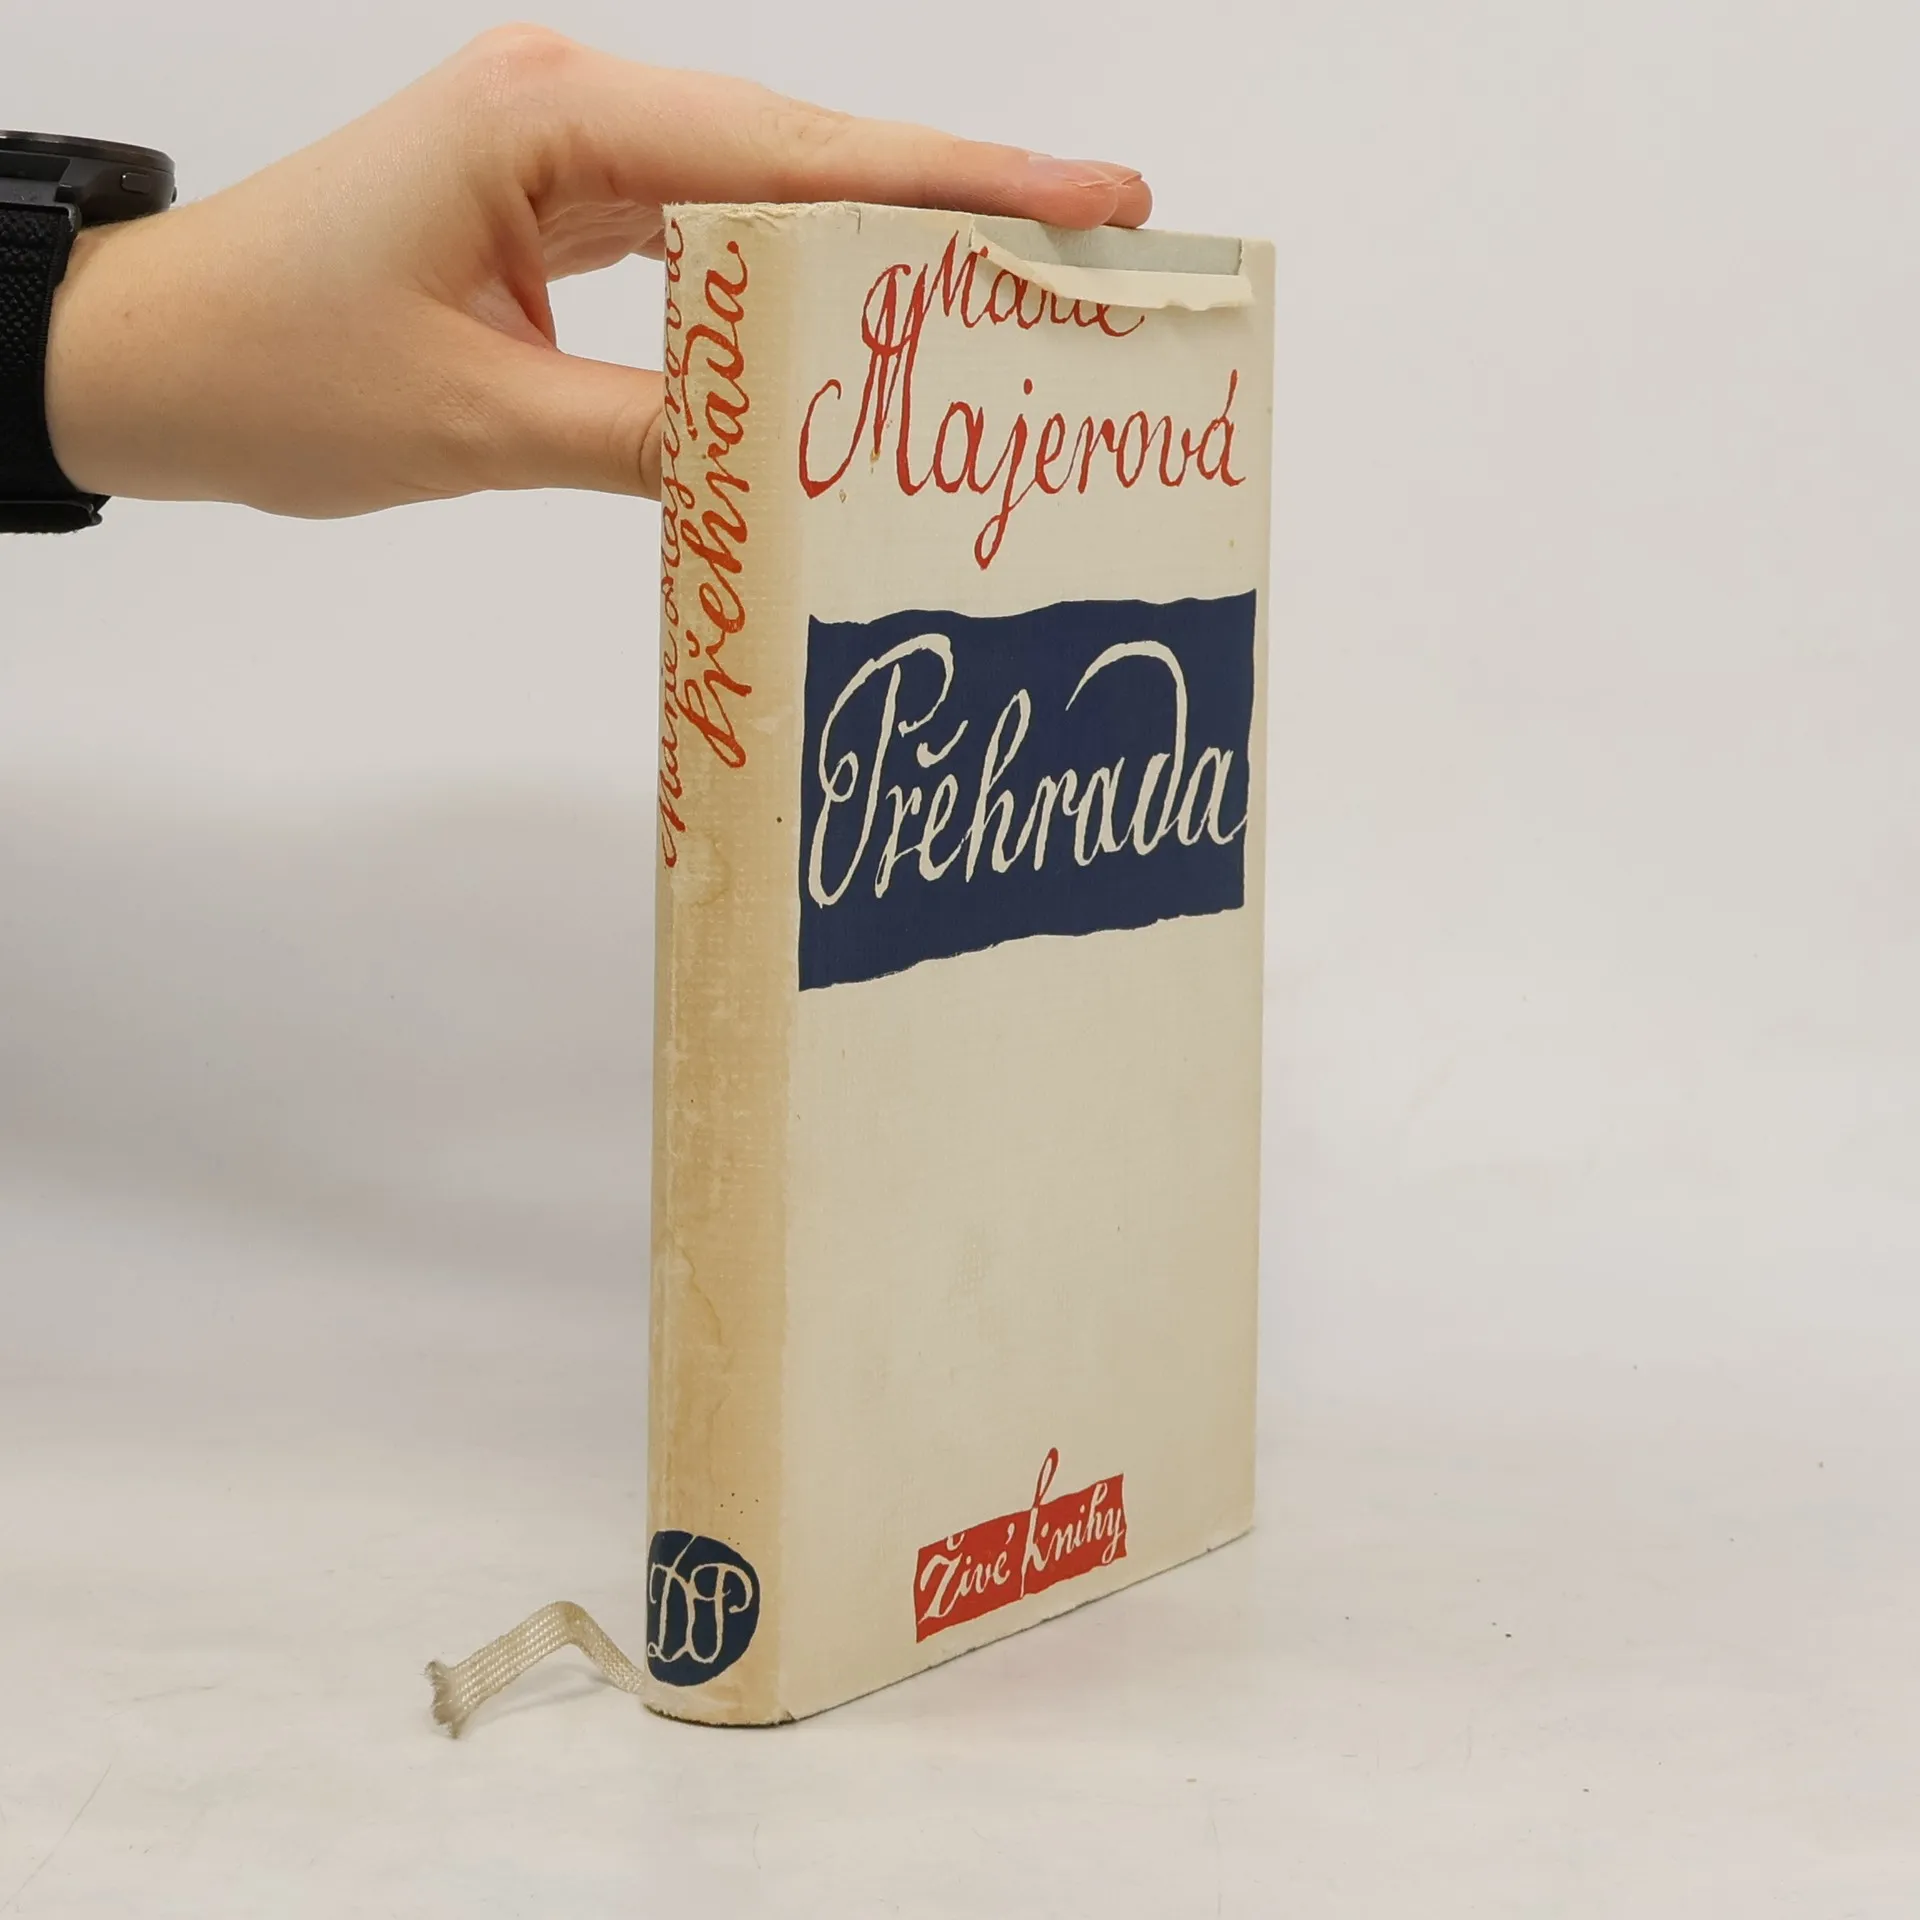 Marie Majerová
Přehrada
DP
Marie
Majerová
Přehrada
Živé knihy